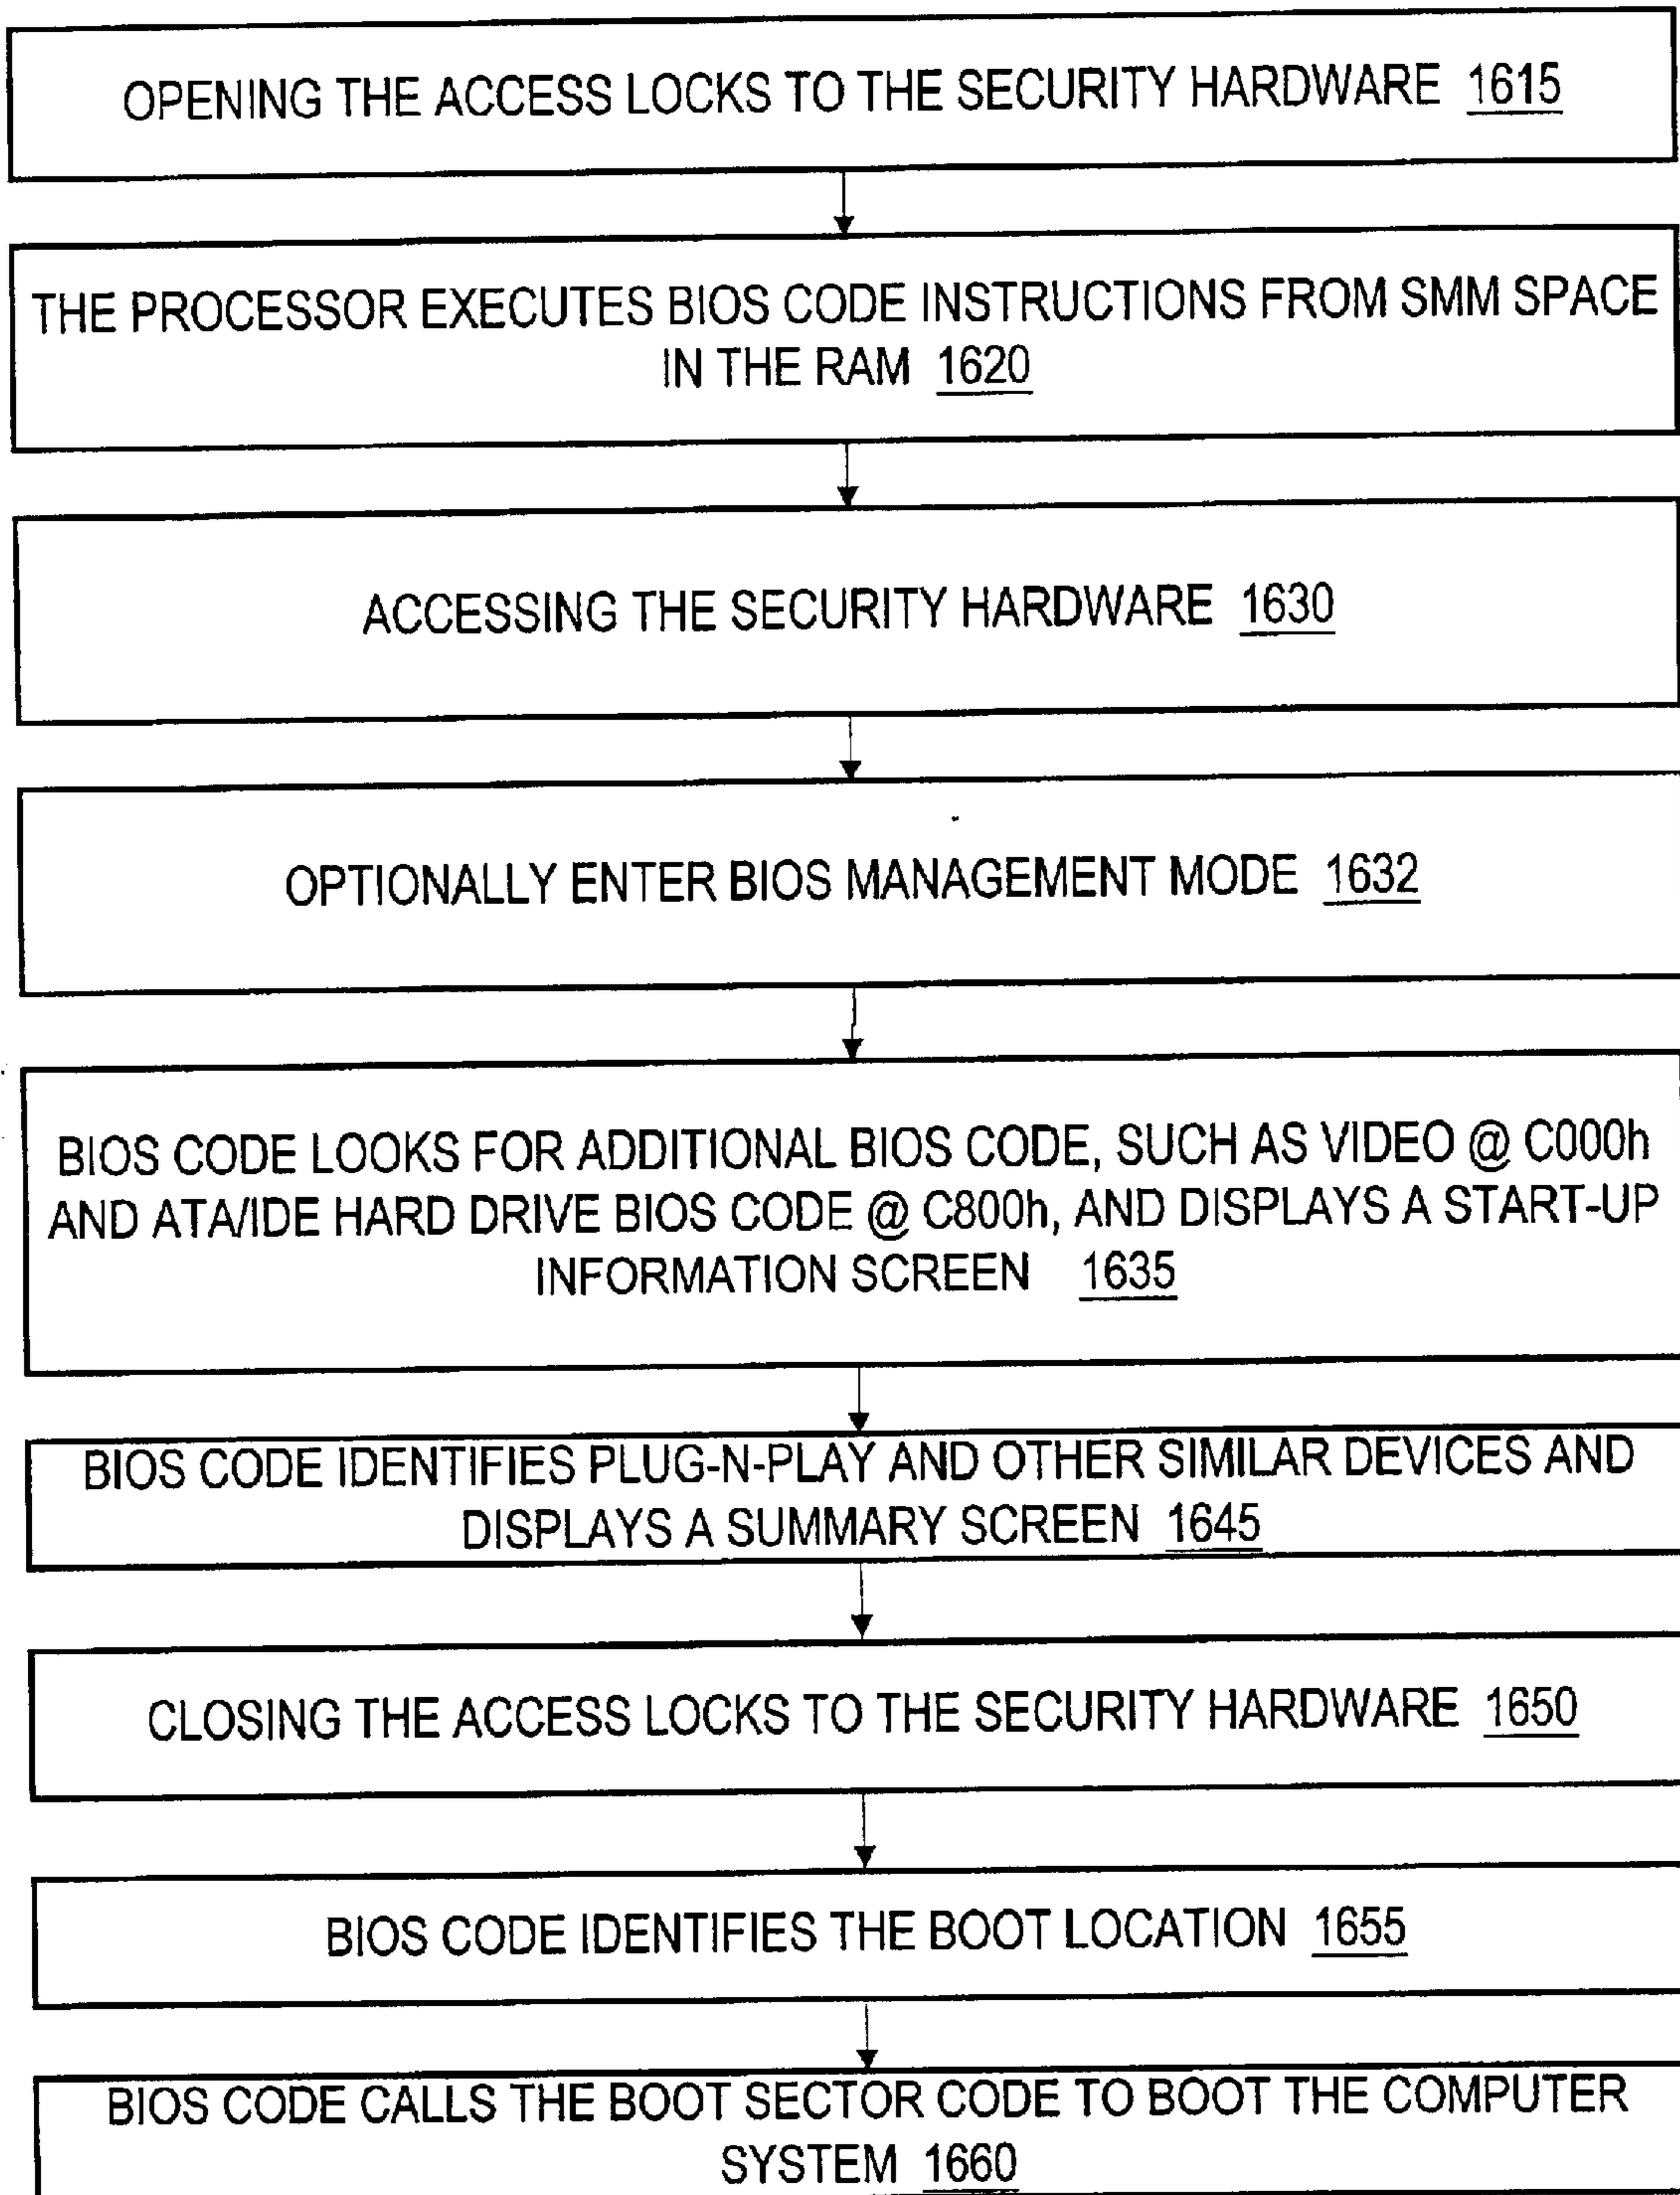 OPENING THE ACCESS LOCKS TO THE SECURITY HARDWARE 1615
THE PROCESSOR EXECUTES BIOS CODE INSTRUCTIONS FROM SMM SPACE
IN THE RAM 1620
ACCESSING THE SECURITY HARDWARE 1630
OPTIONALLY ENTER BIOS MANAGEMENT MODE 1632
BIOS CODE LOOKS FOR ADDITIONAL BIOS CODE, SUCH AS VIDEO @ C000h
AND ATA/IDE HARD DRIVE BIOS CODE @ C800h, AND DISPLAYS A START-UP
INFORMATION SCREEN 1635
BIOS CODE IDENTIFIES PLUG-N-PLAY AND OTHER SIMILAR DEVICES AND
DISPLAYS A SUMMARY SCREEN 1645
CLOSING THE ACCESS LOCKS TO THE SECURITY HARDWARE 1650
BIOS CODE IDENTIFIES THE BOOT LOCATION 1655
BIOS CODE CALLS THE BOOT SECTOR CODE TO BOOT THE COMPUTER
SYSTEM 1660